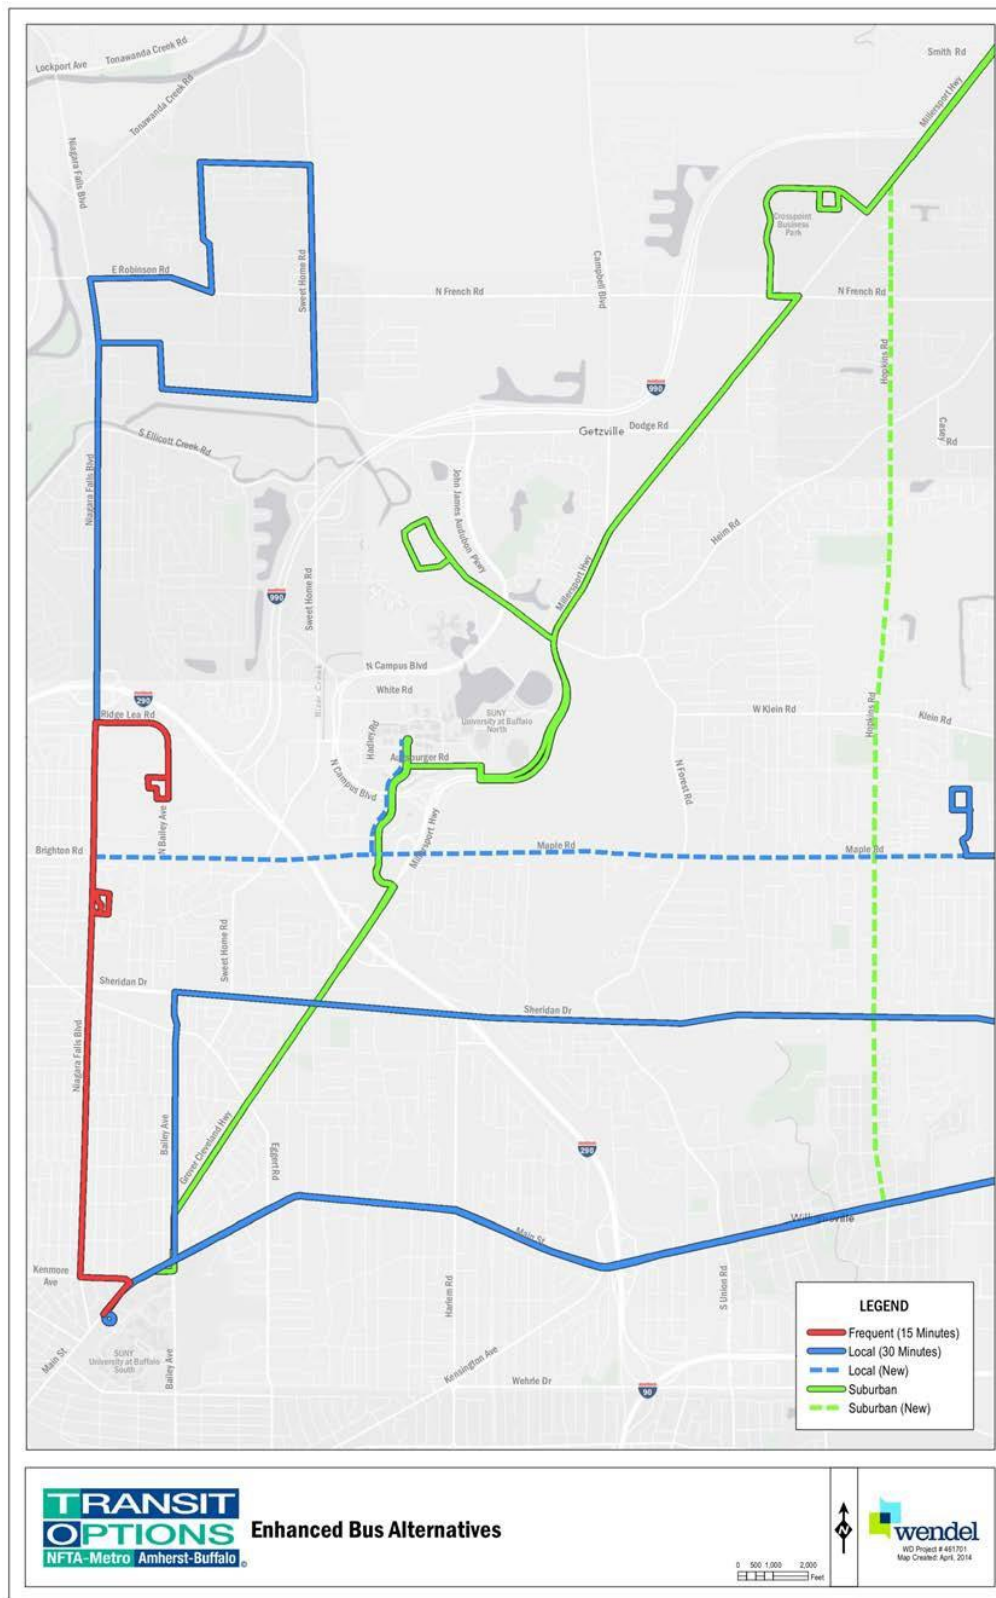 Smith Rd
Tonawanda Creek Rd
Lockport Ave
Millersport Hwy
Tonawanda Creek Rd
Niagara Falls Blvd
Crosspoint
Business
Park
Campbell Blvd
Sweet Home Rd
E Robinson Rd
N French Rd
N French Rd
Hopkins Rd
990
Getzville
Dodge Rd
Casey
Rd
S Ellicott Creek Rd
Niagara Falls Blvd
John James Audubon Pkwy
Heim Rd
Millersport Hwy
990
Sweet Home Rd
N Campus Blvd
White Rd
290
Ridge Lea Rd
SUNY
University at Buffalo
North
W Klein Rd
Hopkins Rd
Klein Rd
Hadley Rd
N Campus Blvd
N Forest Rd
Millersport Hwy
N Bailey Ave
Brighton Rd
Maple Rd
Maple Rd
Sweet Home Rd
Sheridan Dr
Sheridan Dr
Niagara Falls Blvd
Bailey Ave
Grover Cleveland Hwy
Eggert Rd
290
Williamsville
Main St
Kenmore
Ave
Harlem Rd
S Union Rd
SUNY
University at Buffalo
South
Main St
Bailey Ave
Kensington Ave
Wehrle Dr
90
LEGEND
Frequent (15 Minutes)
Local (30 Minutes)
Local (New)
Suburban
Suburban (New)
TRANSIT
OPTIONS
NFTA-Metro Amherst-Buffalo
Enhanced Bus Alternatives
N
0 500 1,000 2,000
Feet
wendel
WD Project # 461701
Map Created: April, 2014